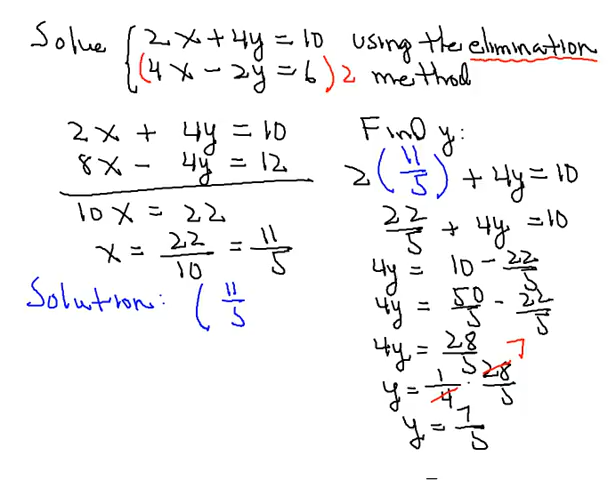 Solve { 2x + 4y = 10 using the elimination
(4x - 2y = 6)2 method
2x + 4y = 10
8x - 4y = 12
10x = 22
x = 22/10 = 11/5
Solution: ( 11/5
Find y:
2(11/5) + 4y = 10
22/5 + 4y = 10
4y = 10 - 22/5
4y = 50/5 - 22/5
4y = 28/5
y = 1/4 · 28/5 7
y = 7/5